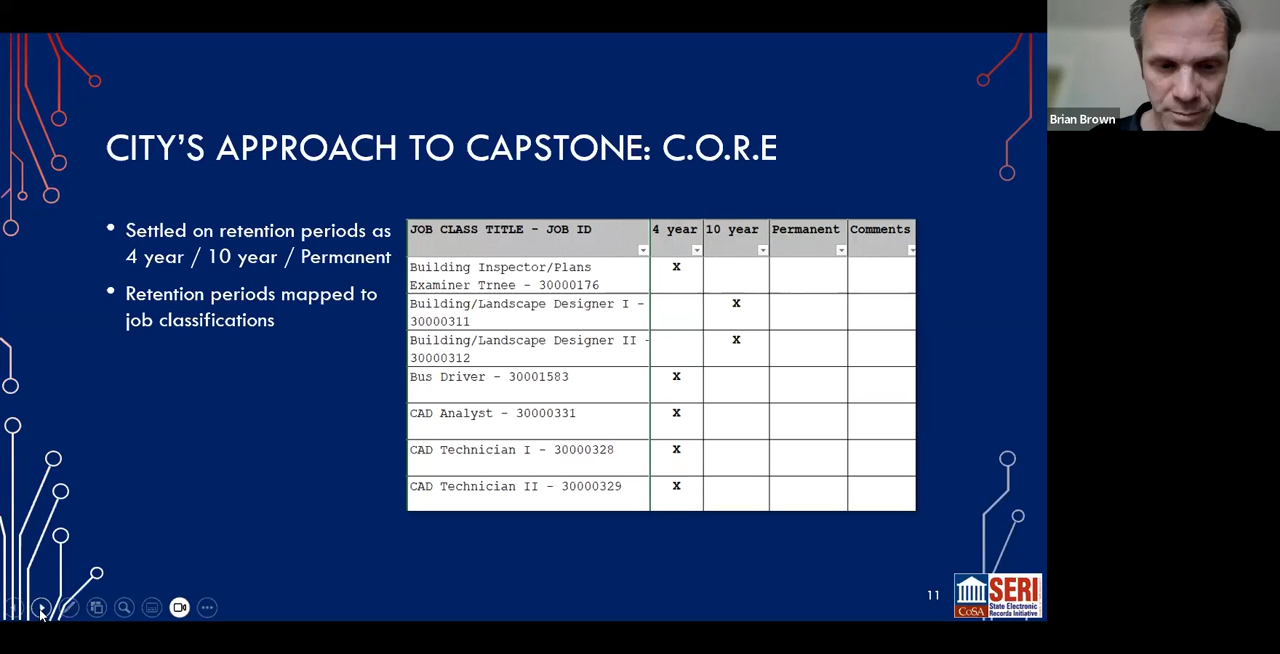 CITY'S APPROACH TO CAPSTONE: C.O.R.E
• Settled on retention periods as
4 year / 10 year / Permanent
• Retention periods mapped to
job classifications
JOB CLASS TITLE - JOB ID 4 year 10 year Permanent Comments
Building Inspector/Plans X
Examiner Trnee - 30000176
Building/Landscape Designer I - X
30000311
Building/Landscape Designer II - X
30000312
Bus Driver - 30001583 X
CAD Analyst - 30000331 X
CAD Technician I - 30000328 X
CAD Technician II - 30000329 X
11
CoSA
SERI
State Electronic
Records Initiative
Brian Brown